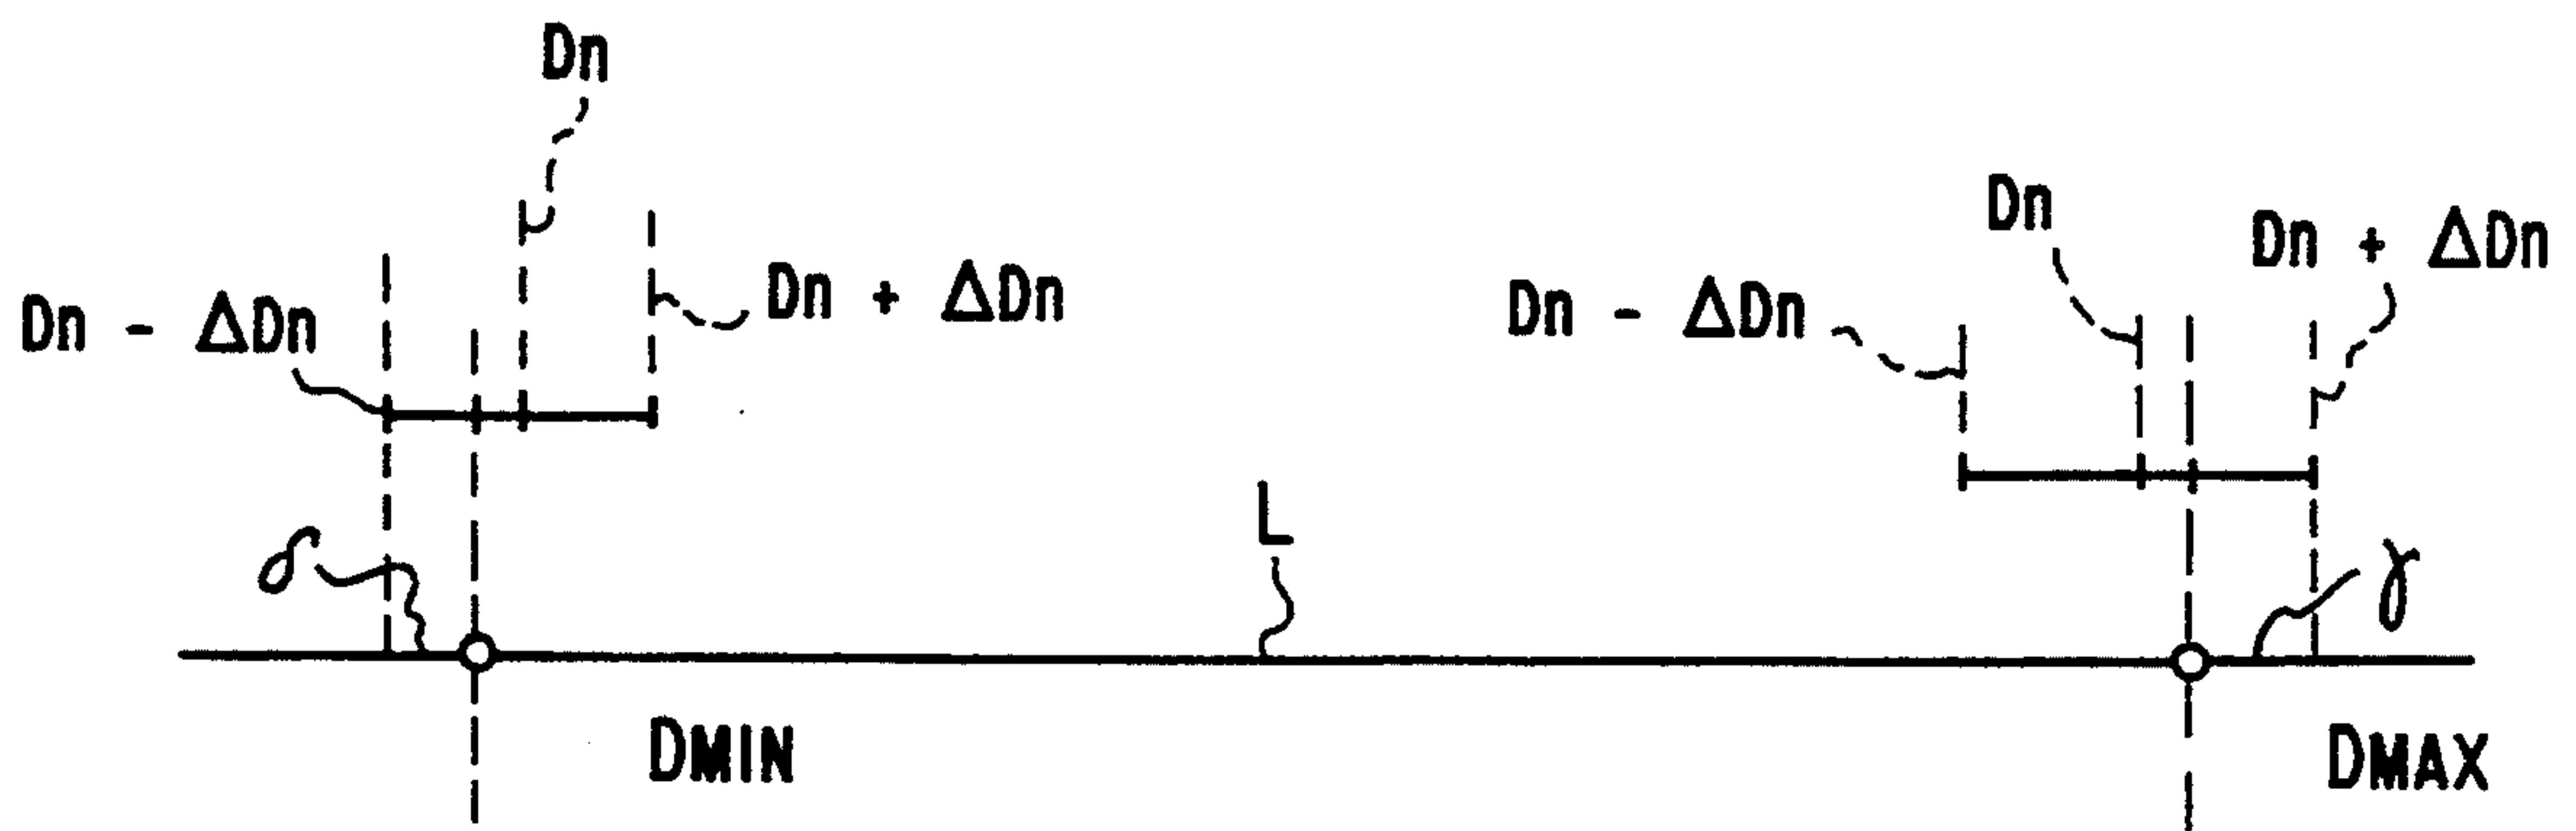 Dn
Dn - ΔDn
Dn + ΔDn
Dn - ΔDn
Dn
Dn + ΔDn
δ
L
γ
DMIN
DMAX